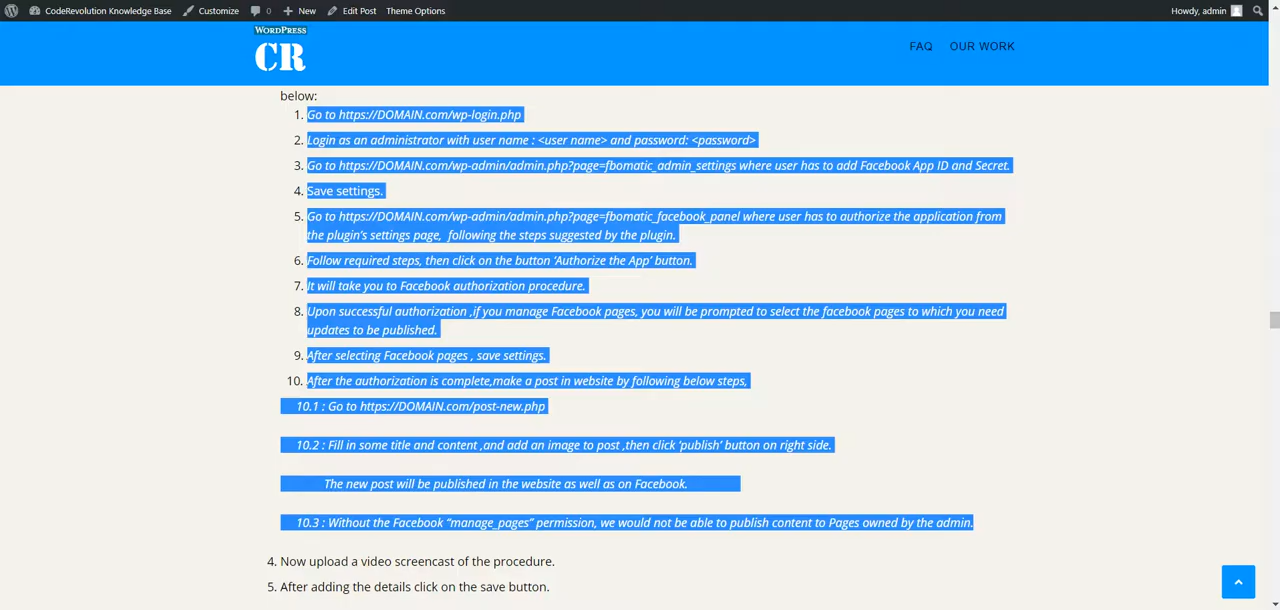 CodeRevolution Knowledge Base Customize 0 New Edit Post Theme Options Howdy, admin
WORDPRESS
CR
FAQ OUR WORK
below:
1. Go to https://DOMAIN.com/wp-login.php
2. Login as an administrator with user name : <user name> and password: <password>
3. Go to https://DOMAIN.com/wp-admin/admin.php?page=fbomatic_admin_settings where user has to add Facebook App ID and Secret.
4. Save settings.
5. Go to https://DOMAIN.com/wp-admin/admin.php?page=fbomatic_facebook_panel where user has to authorize the application from
the plugin’s settings page, following the steps suggested by the plugin.
6. Follow required steps, then click on the button ‘Authorize the App’ button.
7. It will take you to Facebook authorization procedure.
8. Upon successful authorization ,if you manage Facebook pages, you will be prompted to select the facebook pages to which you need
updates to be published.
9. After selecting Facebook pages , save settings.
10. After the authorization is complete,make a post in website by following below steps,
10.1 : Go to https://DOMAIN.com/post-new.php
10.2 : Fill in some title and content ,and add an image to post ,then click ‘publish’ button on right side.
The new post will be published in the website as well as on Facebook.
10.3 : Without the Facebook “manage_pages” permission, we would not be able to publish content to Pages owned by the admin.
4. Now upload a video screencast of the procedure.
5. After adding the details click on the save button.